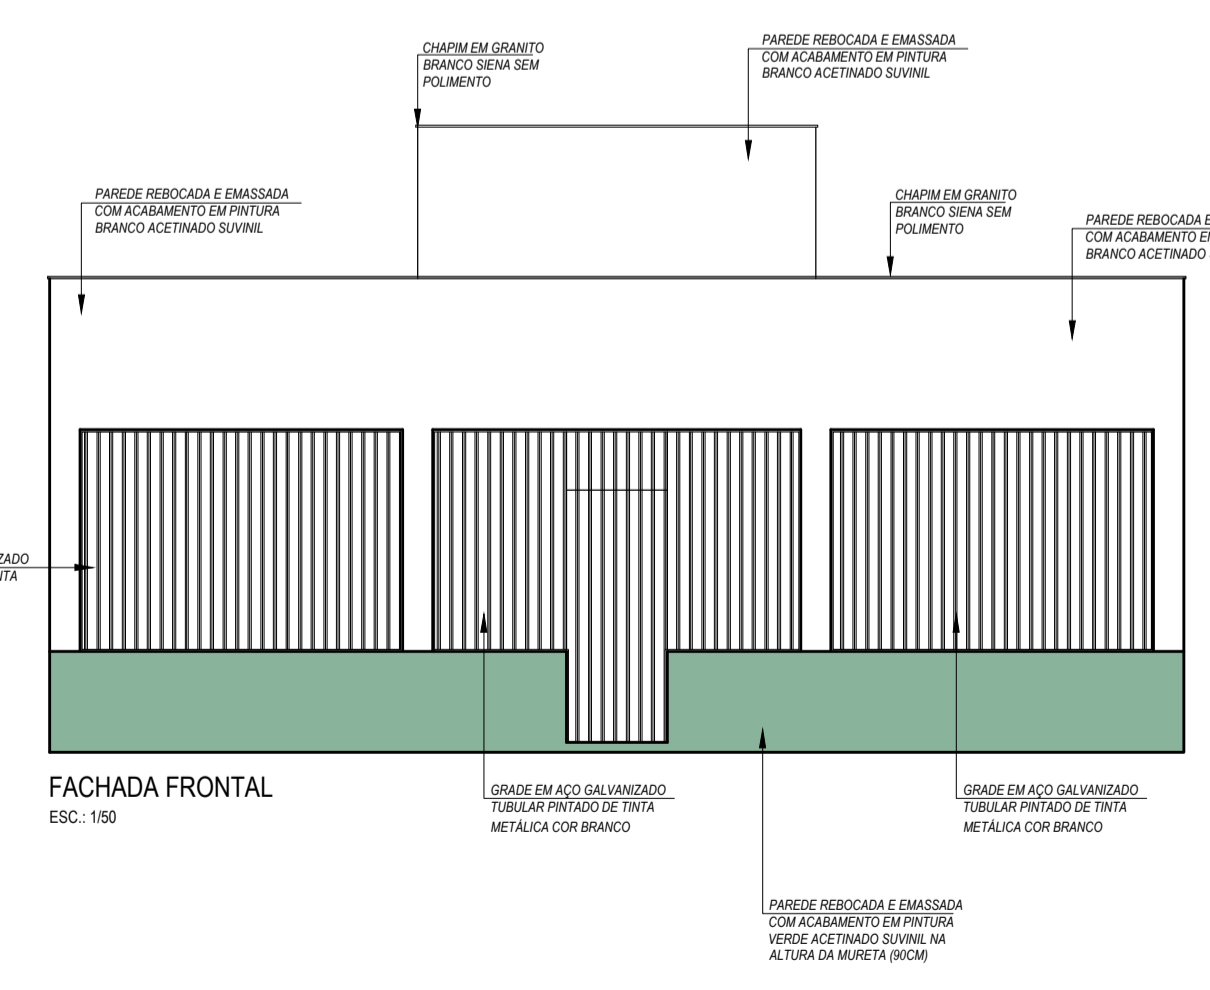 CHAPIM EM GRANITO
BRANCO SIENA SEM
POLIMENTO
PAREDE REBOCADA E EMASSADA
COM ACABAMENTO EM PINTURA
BRANCO ACETINADO SUVINIL
PAREDE REBOCADA E EMASSADA
COM ACABAMENTO EM PINTURA
BRANCO ACETINADO SUVINIL
CHAPIM EM GRANITO
BRANCO SIENA SEM
POLIMENTO
PAREDE REBOCADA E
COM ACABAMENTO
BRANCO ACETINADO
FACHADA FRONTAL
ESC.: 1/50
GRADE EM AÇO GALVANIZADO
TUBULAR PINTADO DE TINTA
METÁLICA COR BRANCO
GRADE EM AÇO GALVANIZADO
TUBULAR PINTADO DE TINTA
METÁLICA COR BRANCO
PAREDE REBOCADA E EMASSADA
COM ACABAMENTO EM PINTURA
VERDE ACETINADO SUVINIL NA
ALTURA DA MURETA (90CM)